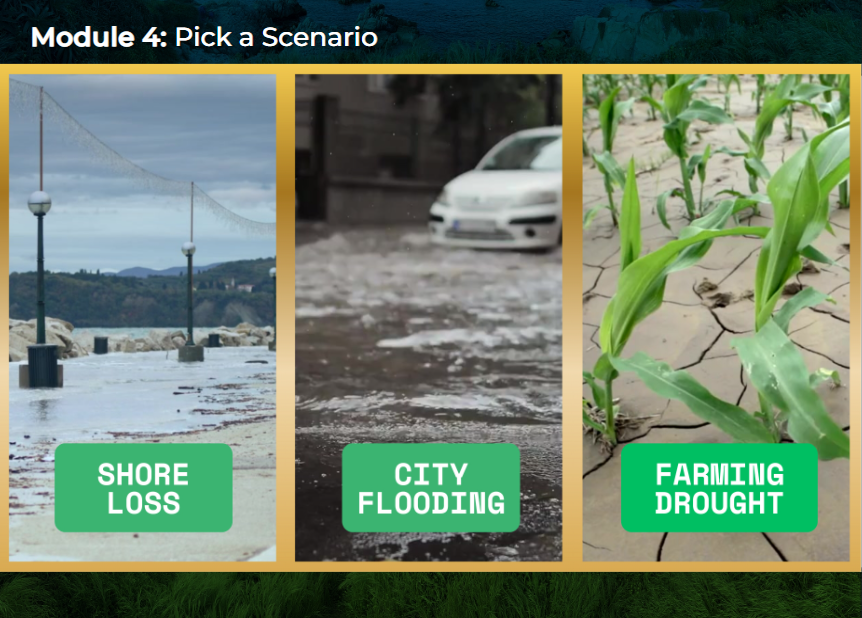 Module 4: Pick a Scenario
SHORE
LOSS
CITY
FLOODING
FARMING
DROUGHT